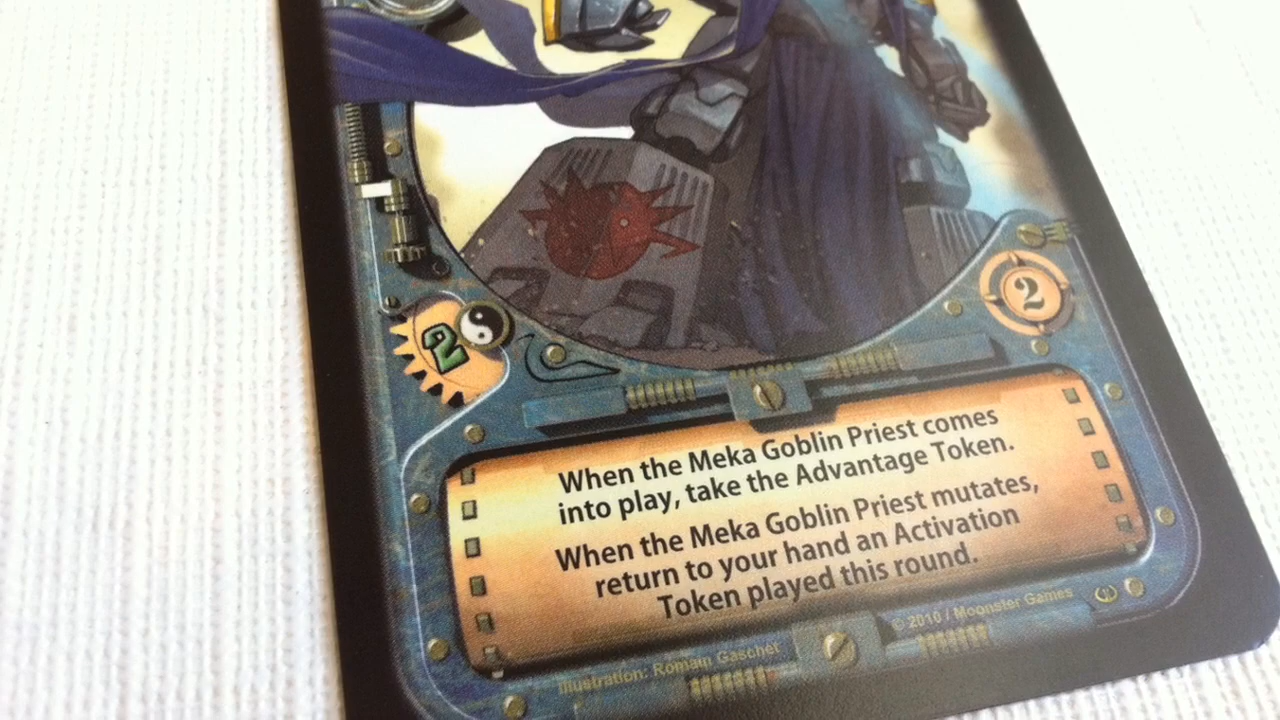 2
2
When the Meka Goblin Priest comes
into play, take the Advantage Token.
When the Meka Goblin Priest mutates,
return to your hand an Activation
Token played this round.
Illustration: Romain Gaschet
© 2010 / Moonster Games